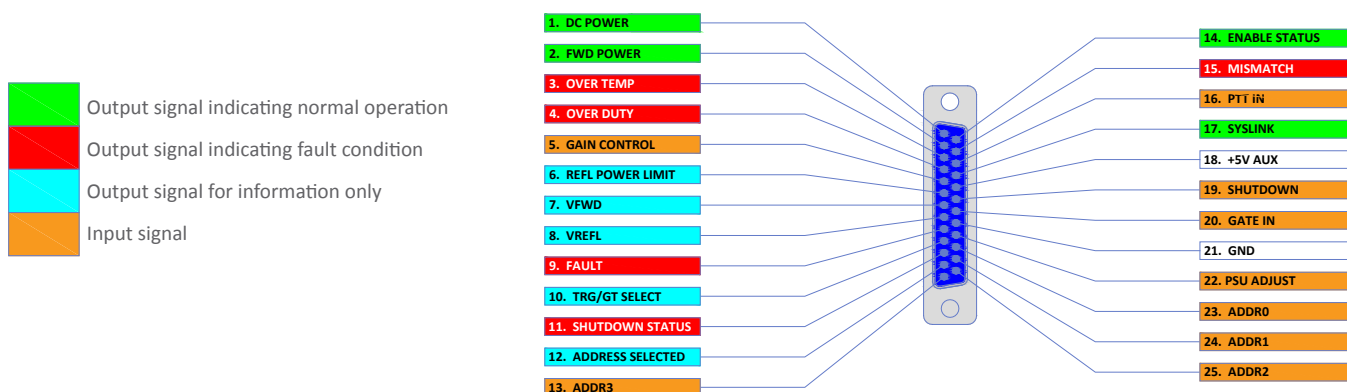 Output signal indicating normal operation
Output signal indicating fault condition
Output signal for information only
Input signal
1. DC POWER
2. FWD POWER
3. OVER TEMP
4. OVER DUTY
5. GAIN CONTROL
6. REFL POWER LIMIT
7. VFWD
8. VREFL
9. FAULT
10. TRG/GT SELECT
11. SHUTDOWN STATUS
12. ADDRESS SELECTED
13. ADDR3
14. ENABLE STATUS
15. MISMATCH
16. PTT IN
17. SYSLINK
18. +5V AUX
19. SHUTDOWN
20. GATE IN
21. GND
22. PSU ADJUST
23. ADDR0
24. ADDR1
25. ADDR2